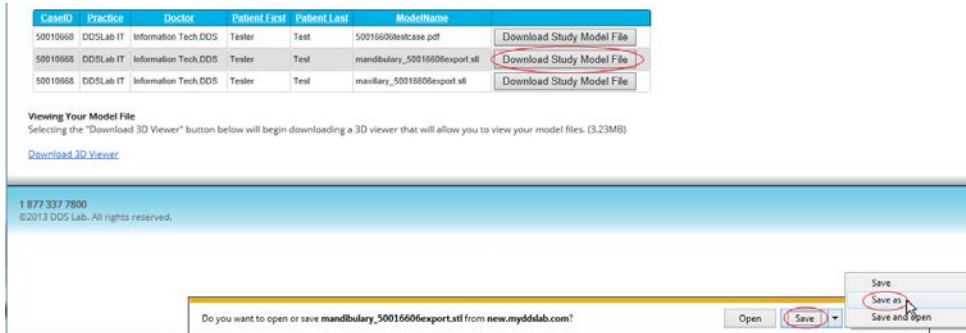 CaseID Practice Doctor Patient First Patient Last ModelName
50010668 DDSLab IT Information Tech,DDS Tester Test 50016606testcase.pdf Download Study Model File
50010668 DDSLab IT Information Tech,DDS Tester Test mandibulary_50016606export.stl Download Study Model File
50010668 DDSLab IT Information Tech,DDS Tester Test maxillary_50016606export.stl Download Study Model File
Viewing Your Model File
Selecting the "Download 3D Viewer" button below will begin downloading a 3D viewer that will allow you to view your model files. (3.23MB)
Download 3D Viewer
1 877 337 7800
©2013 DDS Lab. All rights reserved.
Save
Save as
Save and open
Do you want to open or save mandibulary_50016606export.stl from new.myddslab.com?
Open
Save